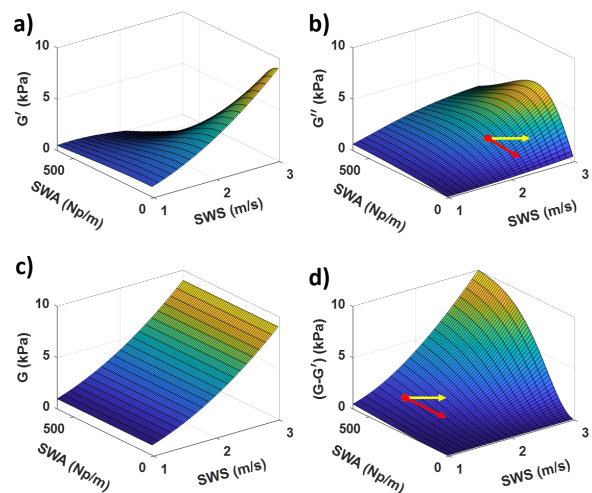 a)
10
5
0
G′ (kPa)
500
0
SWA (Np/m)
1
2
3
SWS (m/s)
b)
10
5
0
G″ (kPa)
500
0
SWA (Np/m)
1
2
3
SWS (m/s)
c)
10
5
0
G (kPa)
500
0
SWA (Np/m)
1
2
3
SWS (m/s)
d)
10
5
0
(G-G′) (kPa)
500
0
SWA (Np/m)
1
2
3
SWS (m/s)